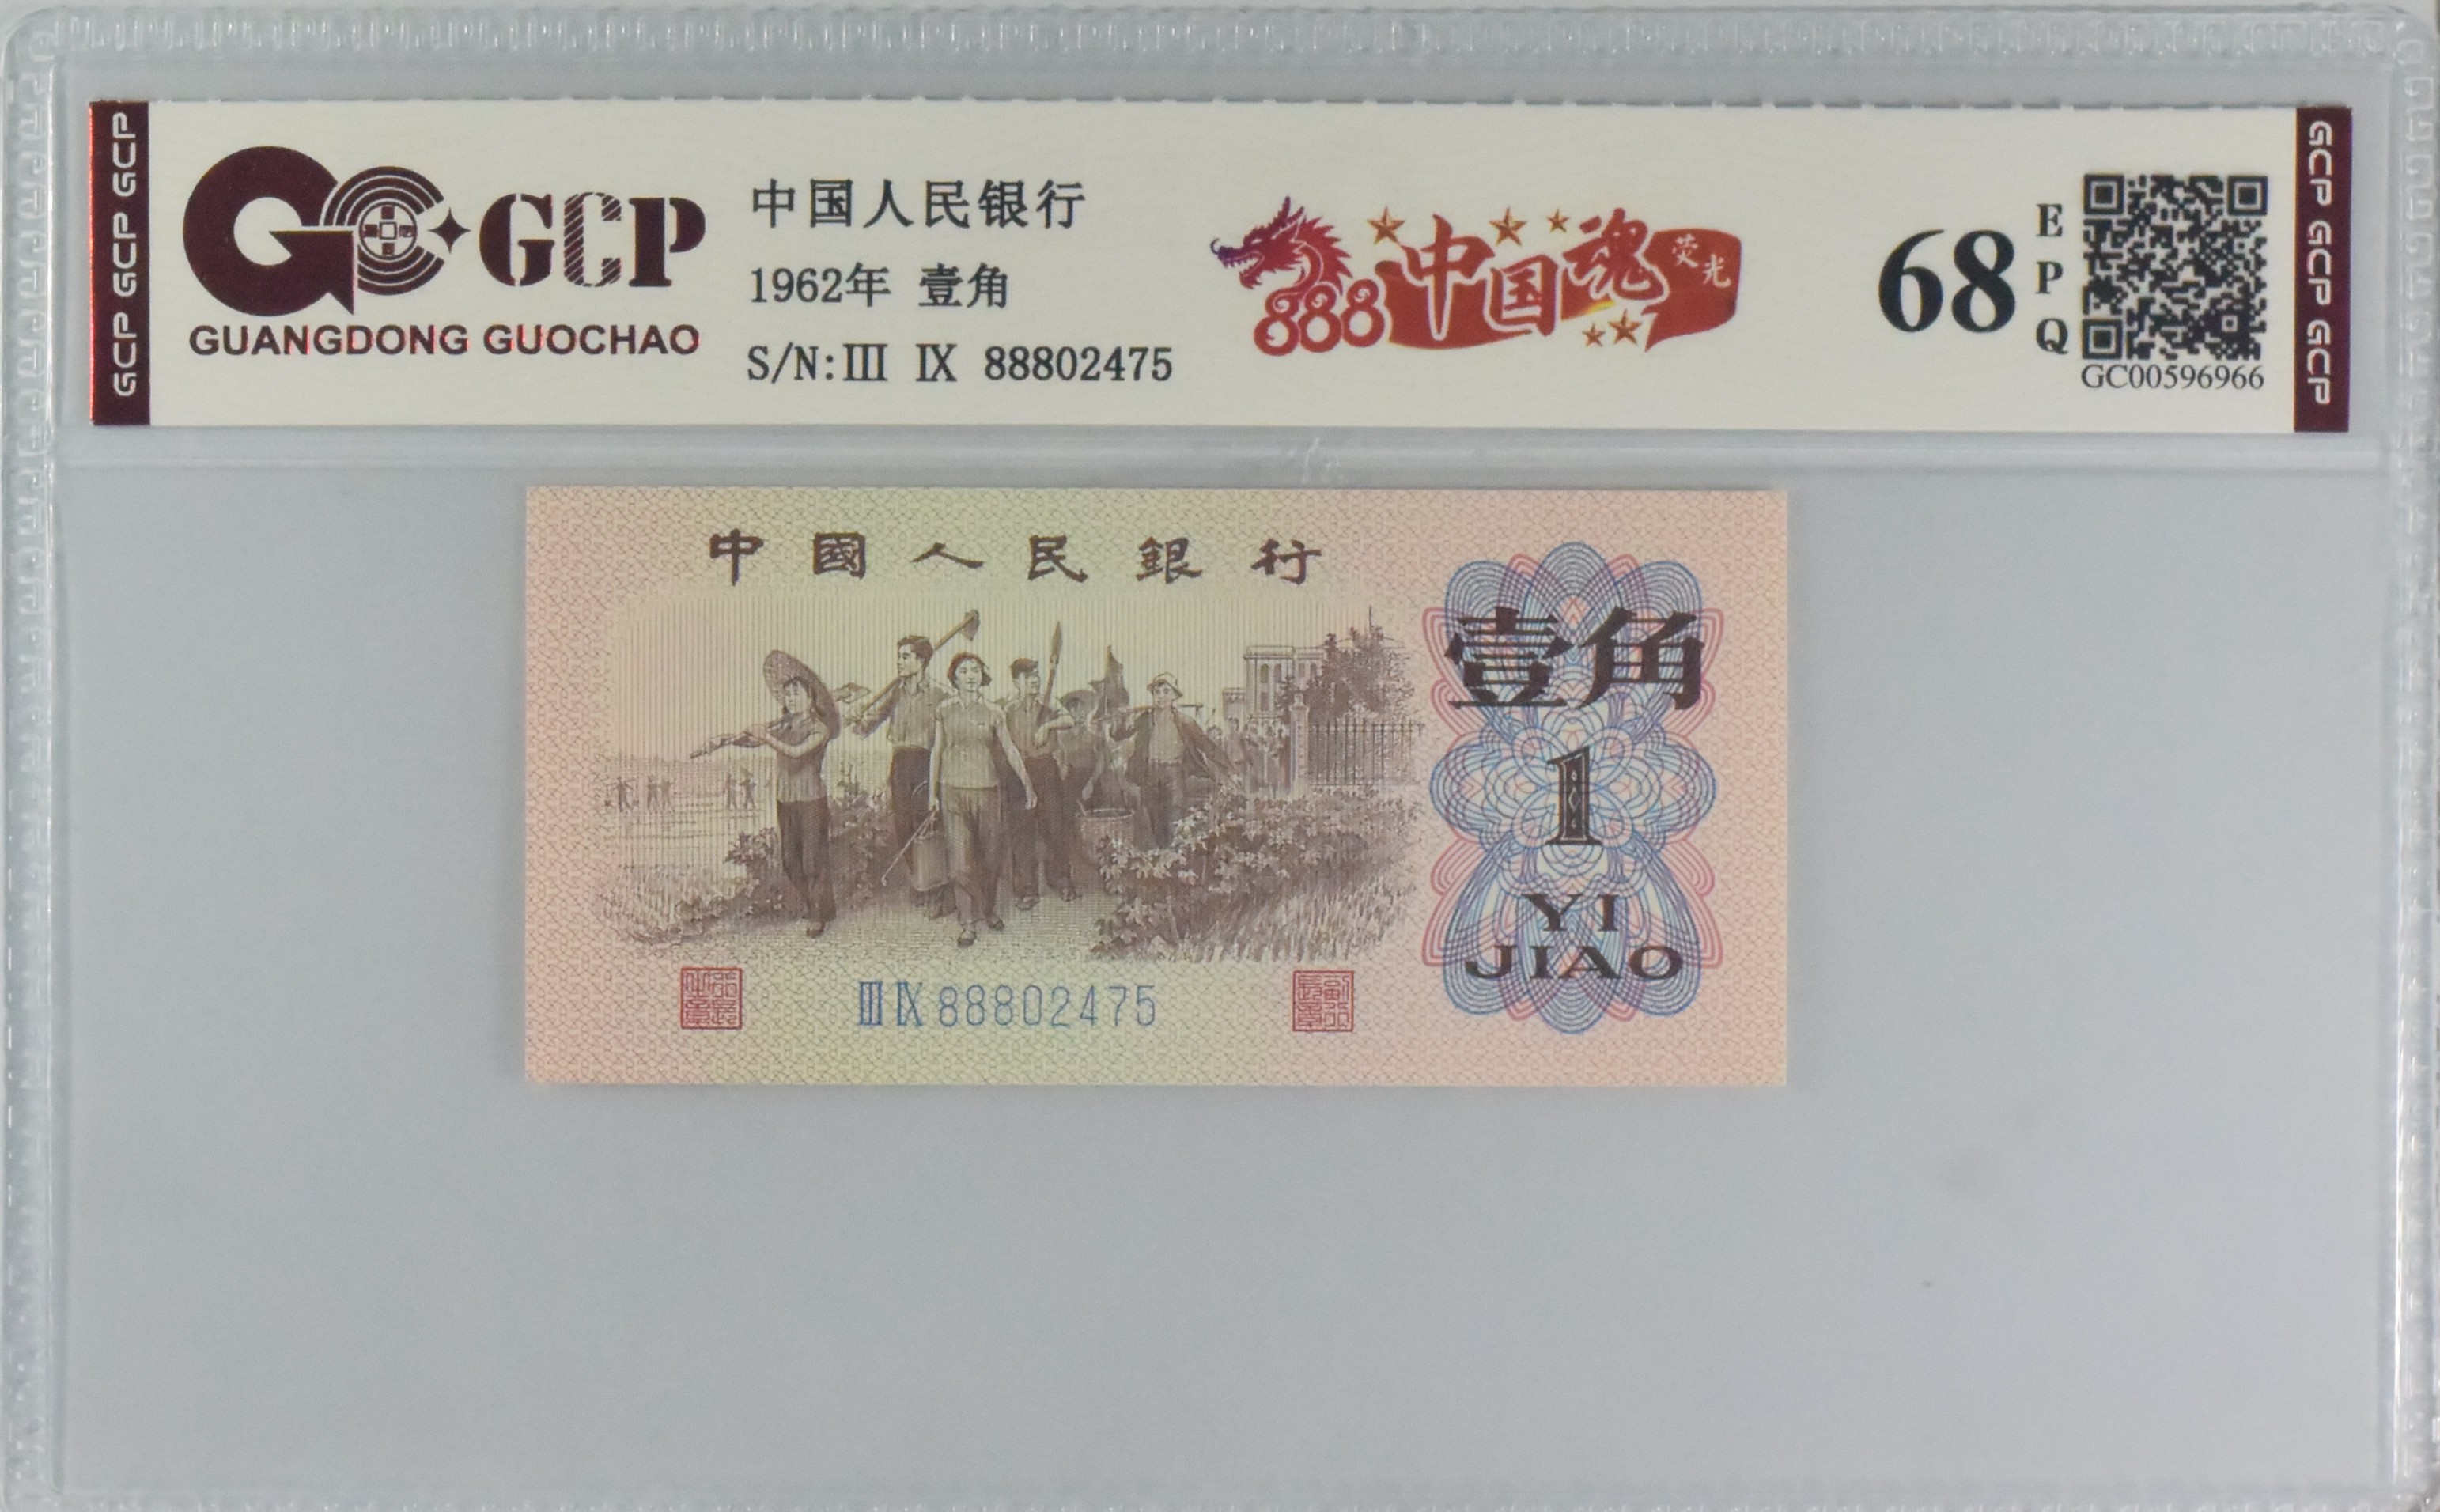 GCP GCP GCP
GCP
GUANGDONG GUOCHAO
中国人民银行
1962年 壹角
S/N:Ⅲ Ⅸ 88802475
888中国魂
荧光
68
EPQ
GC00596966
GCP GCP GCP
中國人民銀行
壹角
1
YI
JIAO
Ⅲ Ⅸ 88802475